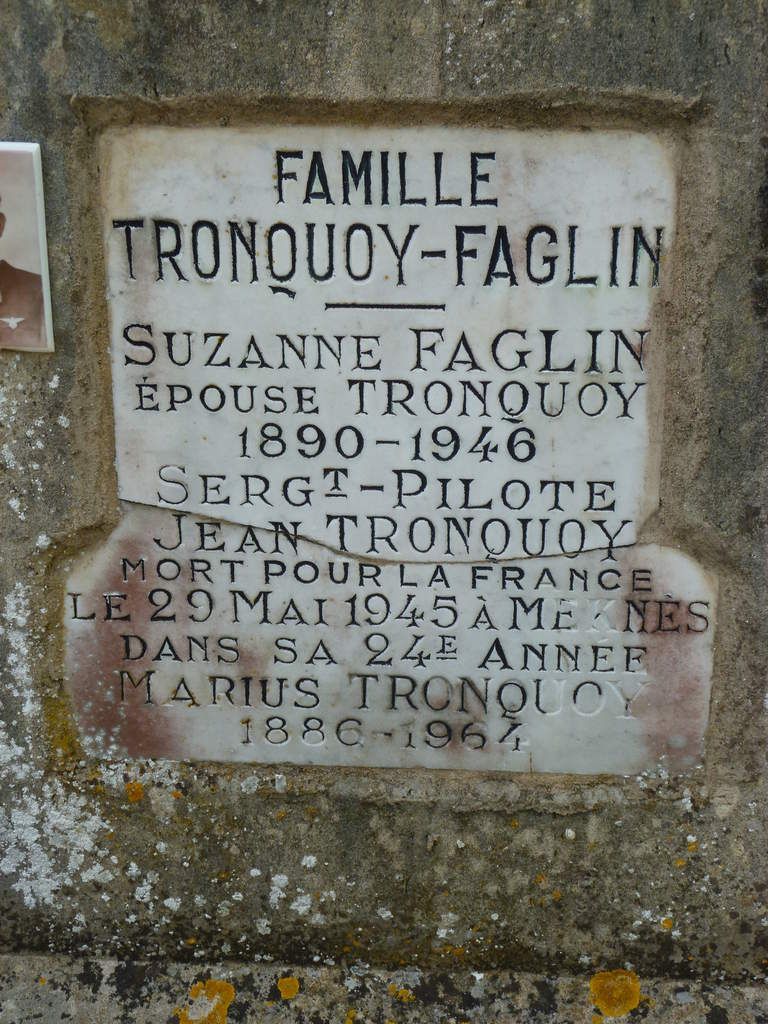 FAMILLE
TRONQUOY-FAGLIN
SUZANNE FAGLIN
ÉPOUSE TRONQUOY
1890-1946
SERGT-PILOTE
JEAN TRONQUOY
MORT POUR LA FRANCE
LE 29 MAI 1945 À MEKNÈS
DANS SA 24E ANNEE
MARIUS TRONQUOY
1886-1964